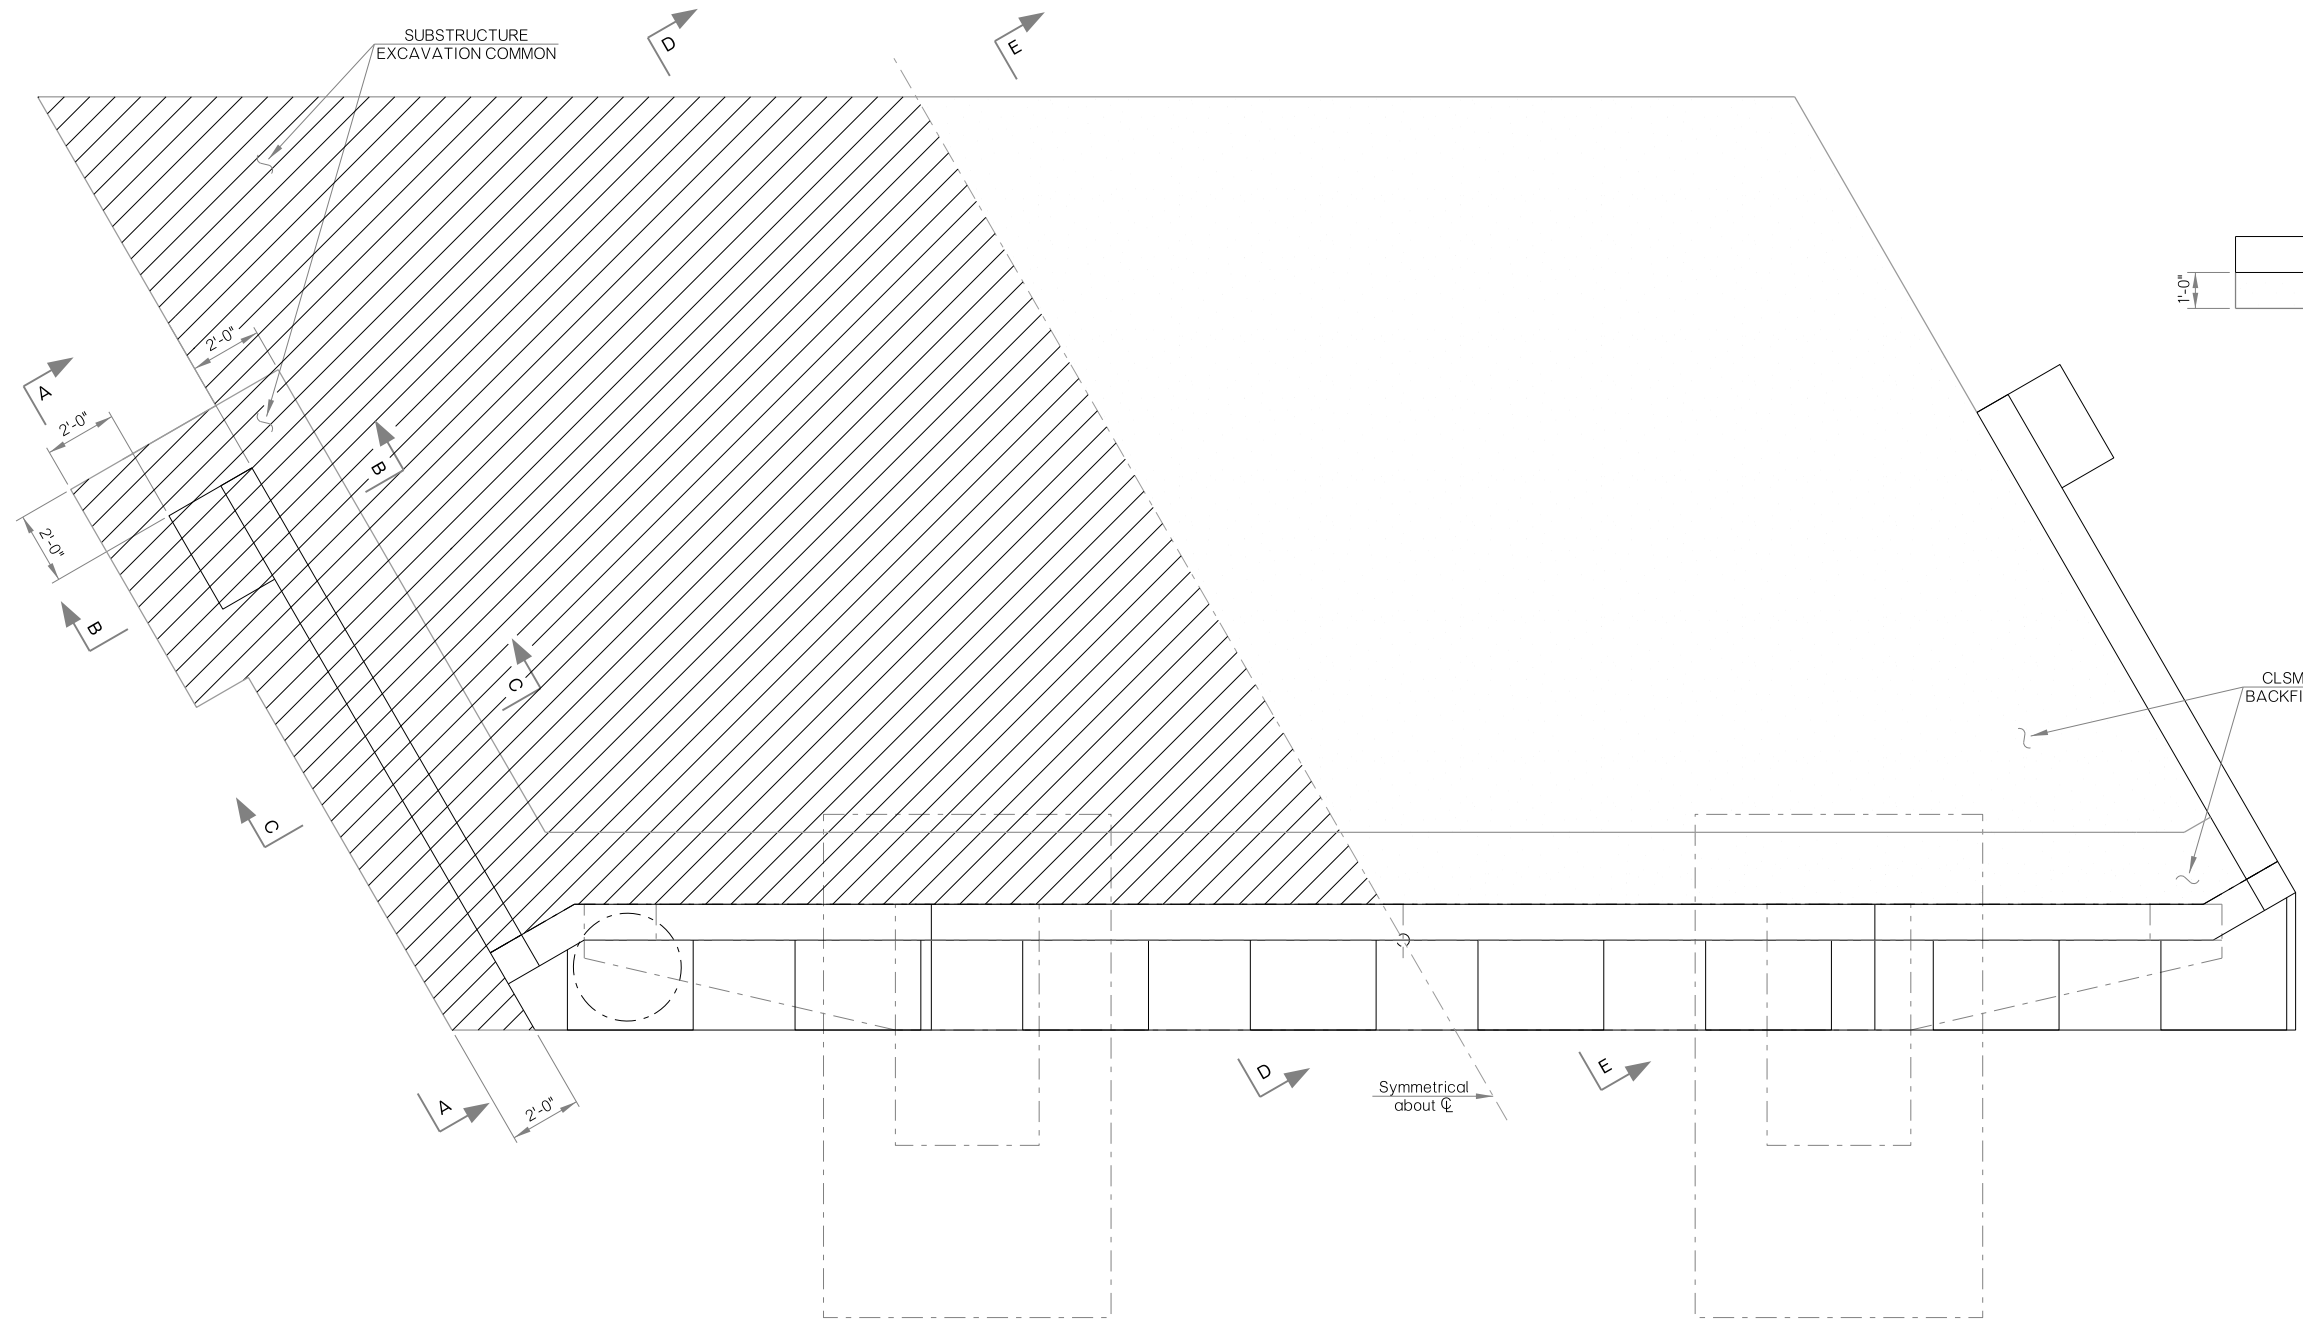 SUBSTRUCTURE
EXCAVATION COMMON
D
E
1'-0"
2'-0"
A
2'-0"
B
2'-0"
B
C
CLSM
BACKFI
C
D
E
Symmetrical
about ℄
A
2'-0"